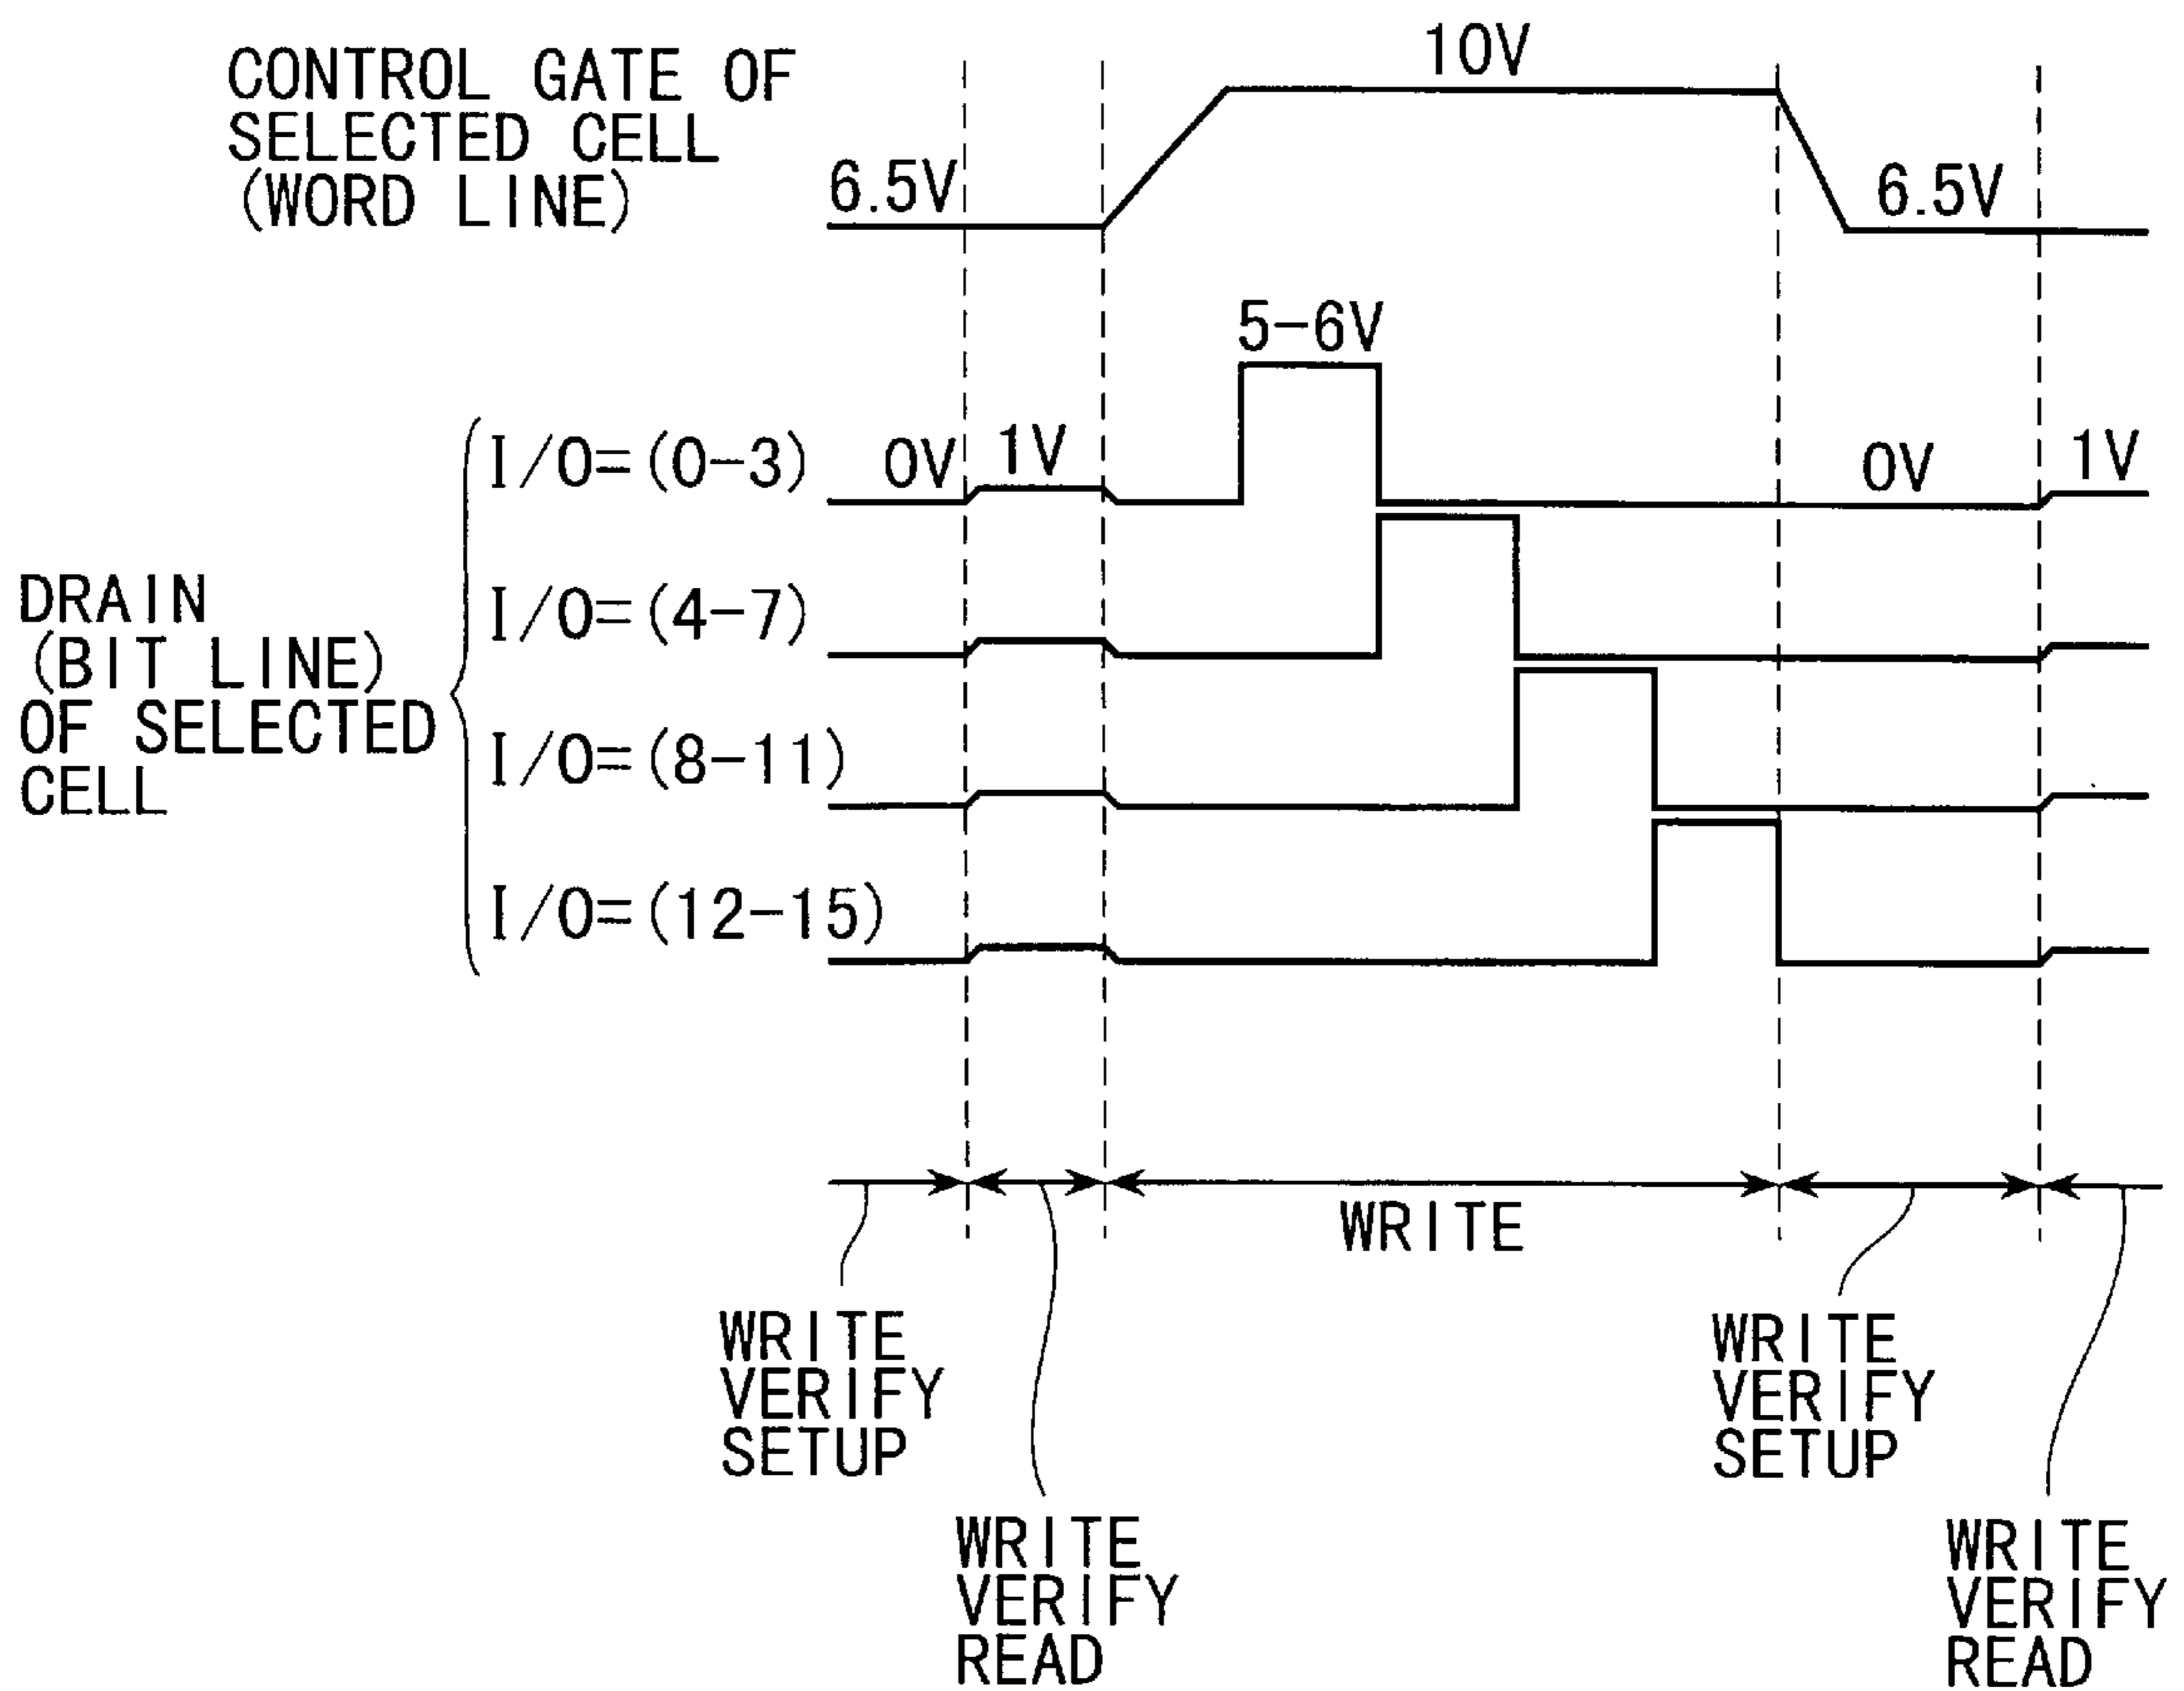 CONTROL GATE OF
SELECTED CELL
(WORD LINE)
6.5V
10V
6.5V
5-6V
DRAIN
(BIT LINE)
OF SELECTED
CELL
I/O=(0-3)
0V
1V
0V
1V
I/O=(4-7)
I/O=(8-11)
I/O=(12-15)
WRITE
WRITE
VERIFY
SETUP
WRITE
VERIFY
READ
WRITE
VERIFY
SETUP
WRITE
VERIFY
READ